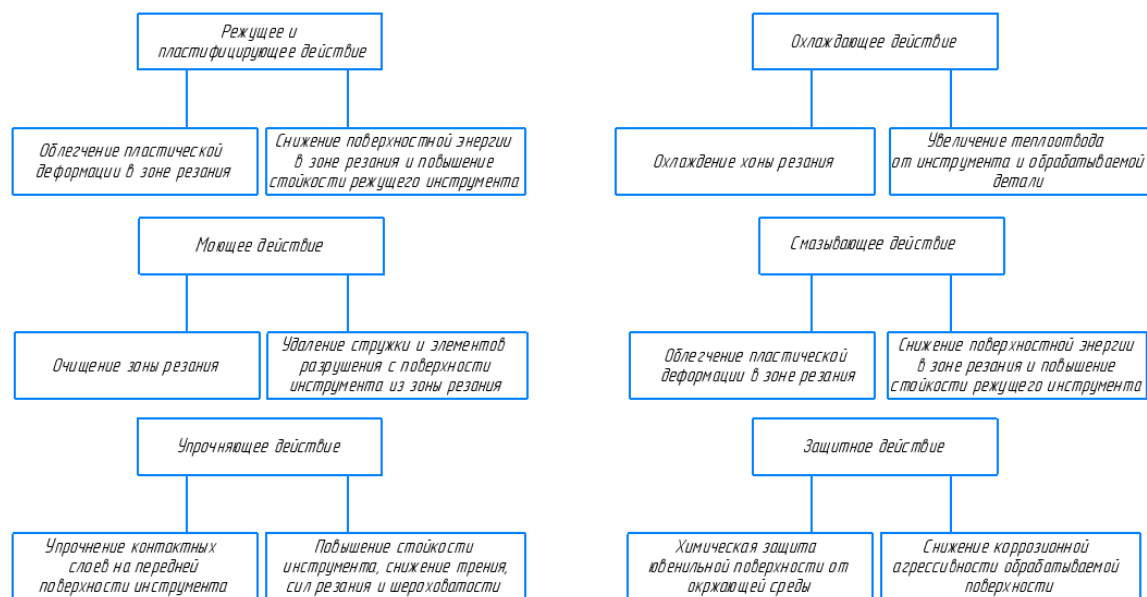 Режущее и
пластифицирующее действие
Облегчение пластической
деформации в зоне резания
Снижение поверхностной энергии
в зоне резания и повышение
стойкости режущего инструмента
Охлаждающее действие
Охлаждение хоны резания
Увеличение теплоотвода
от инструмента и обрабатываемой
детали
Моющее действие
Очищение зоны резания
Удаление стружки и элементов
разрушения с поверхности
инструмента из зоны резания
Смазывающее действие
Облегчение пластической
деформации в зоне резания
Снижение поверхностной энергии
в зоне резания и повышение
стойкости режущего инструмента
Упрочняющее действие
Упрочнение контактных
слоев на передней
поверхности инструмента
Повышение стойкости
инструмента, снижение трения,
сил резания и шероховатости
Защитное действие
Химическая защита
ювенильной поверхности от
окржающей среды
Снижение коррозионной
агрессивности обрабатываемой
поверхности